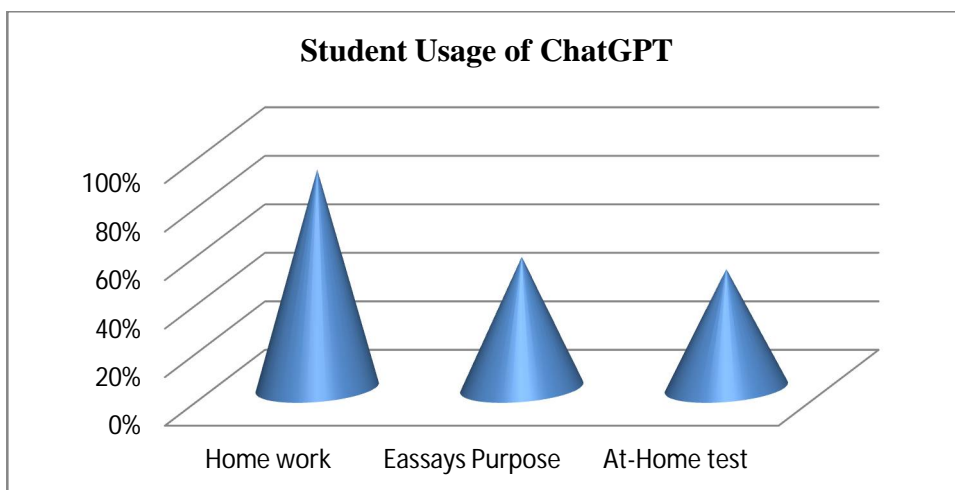 Student Usage of ChatGPT
100%
80%
60%
40%
20%
0%
Home work
Eassays Purpose
At-Home test